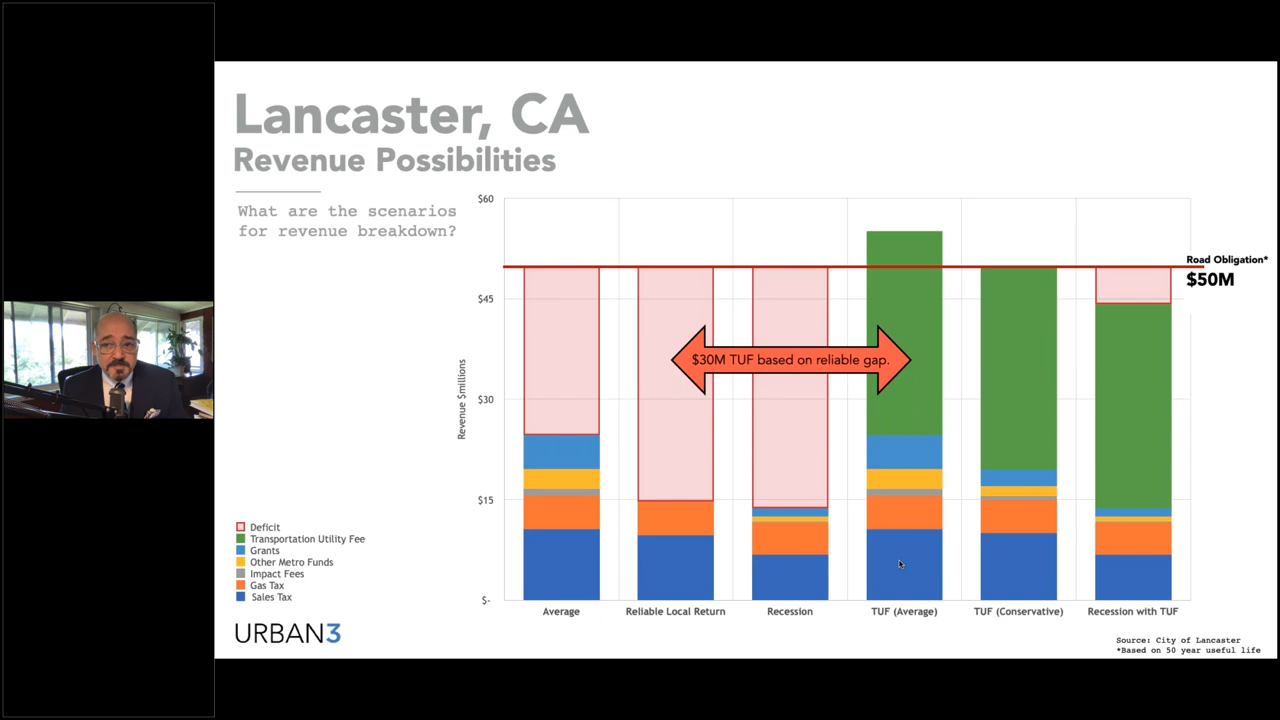 Lancaster, CA
Revenue Possibilities
What are the scenarios
for revenue breakdown?
$60
$45
$30
$15
$-
Revenue $millions
Road Obligation*
$50M
$30M TUF based on reliable gap.
Deficit
Transportation Utility Fee
Grants
Other Metro Funds
Impact Fees
Gas Tax
Sales Tax
Average
Reliable Local Return
Recession
TUF (Average)
TUF (Conservative)
Recession with TUF
URBAN3
Source: City of Lancaster
*Based on 50 year useful life